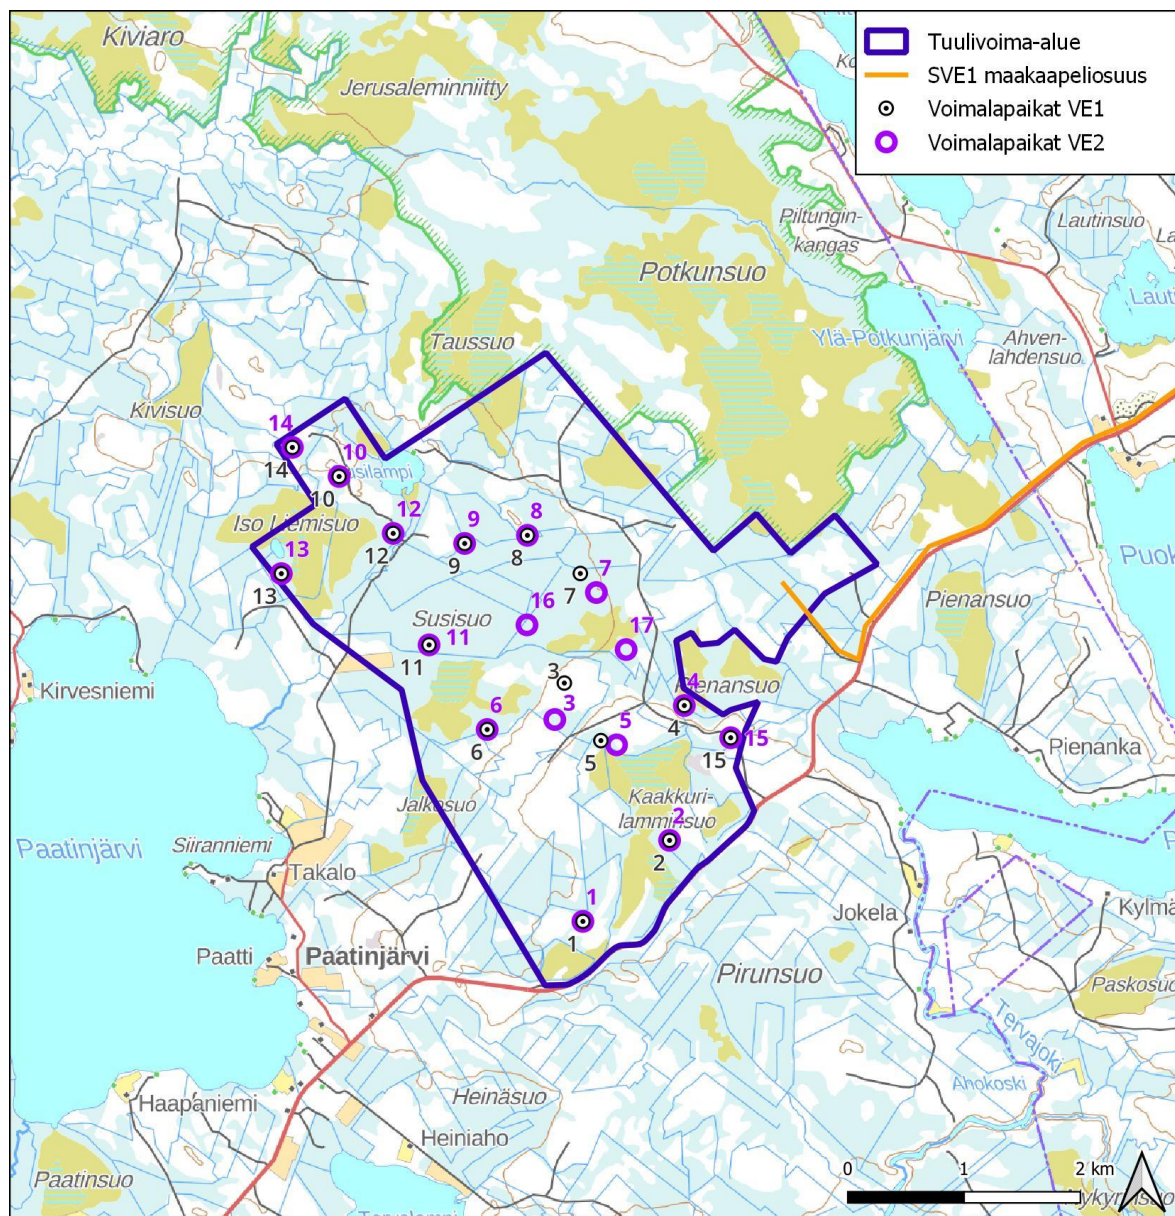 Kiviaro
Jerusaleminniitty
Tuulivoima-alue
SVE1 maakaapeliosuus
Voimalapaikat VE1
Voimalapaikat VE2
Piltungin-
kangas
Lautinsuo
Potkunsuo
Ylä-Potkunjärvi
Ahven-
lahdensuo
Taussuo
Kivisuo
14
14
10
10
Iso Liemisuo
12
12
9
9
8
8
13
13
7
7
Pienansuo
16
Susisuo
11
11
17
3
3
Pienansuo
4
4
Kirvesniemi
6
6
5
5
15
15
Pienanka
Jalkosuo
Kaakkuri-
lamminsuo
2
2
Paatinjärvi
Siiranniemi
Takalo
1
1
Jokela
Paatti
Paatinjärvi
Pirunsuo
Paskosuo
Tervajoki
Ahokoski
Haapaniemi
Heinäsuo
Heiniaho
Paatinsuo
0
1
2 km